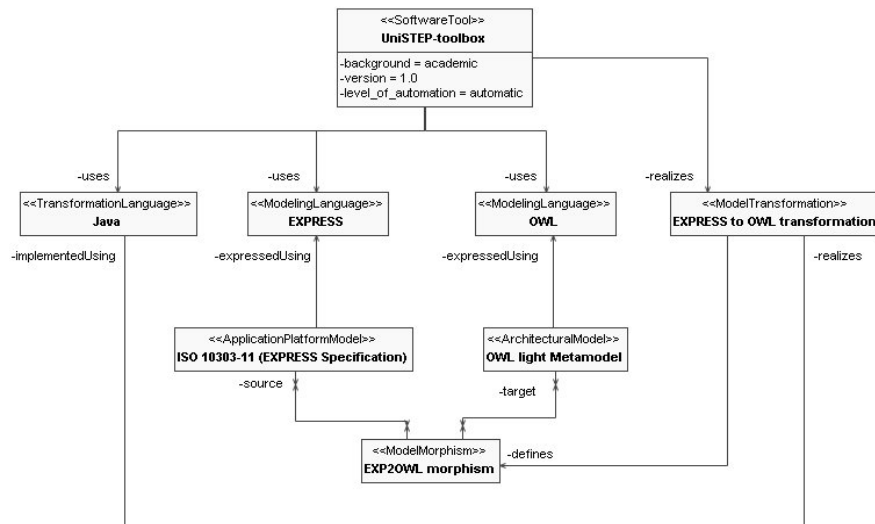 <<SoftwareTool>>
UniSTEP-toolbox
-background = academic
-version = 1.0
-level_of_automation = automatic
-uses
-uses
-uses
-realizes
<<TransformationLanguage>>
Java
<<ModelingLanguage>>
EXPRESS
<<ModelingLanguage>>
OWL
<<ModelTransformation>>
EXPRESS to OWL transformation
-implementedUsing
-expressedUsing
-expressedUsing
-realizes
<<ApplicationPlatformModel>>
ISO 10303-11 (EXPRESS Specification)
<<ArchitecturalModel>>
OWL light Metamodel
-source
-target
<<ModelMorphism>>
EXP2OWL morphism
-defines